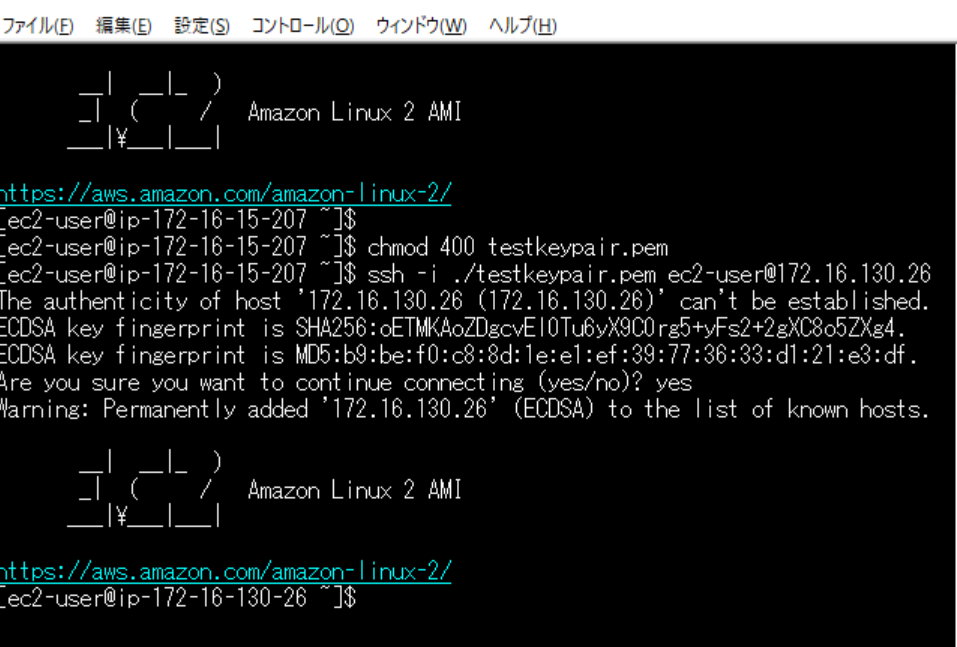 ファイル(F) 編集(E) 設定(S) コントロール(O) ウィンドウ(W) ヘルプ(H)
__| __|_ )
_| ( / Amazon Linux 2 AMI
___|¥___|___|
https://aws.amazon.com/amazon-linux-2/
[ec2-user@ip-172-16-15-207 ~]$
[ec2-user@ip-172-16-15-207 ~]$ chmod 400 testkeypair.pem
[ec2-user@ip-172-16-15-207 ~]$ ssh -i ./testkeypair.pem ec2-user@172.16.130.26
The authenticity of host '172.16.130.26 (172.16.130.26)' can't be established.
ECDSA key fingerprint is SHA256:oETMKAoZDgcvEl0Tu6yX9C0rg5+yFs2+2gXC8o5ZXg4.
ECDSA key fingerprint is MD5:b9:be:f0:c8:8d:1e:e1:ef:39:77:36:33:d1:21:e3:df.
Are you sure you want to continue connecting (yes/no)? yes
Warning: Permanently added '172.16.130.26' (ECDSA) to the list of known hosts.
__| __|_ )
_| ( / Amazon Linux 2 AMI
___|¥___|___|
https://aws.amazon.com/amazon-linux-2/
[ec2-user@ip-172-16-130-26 ~]$